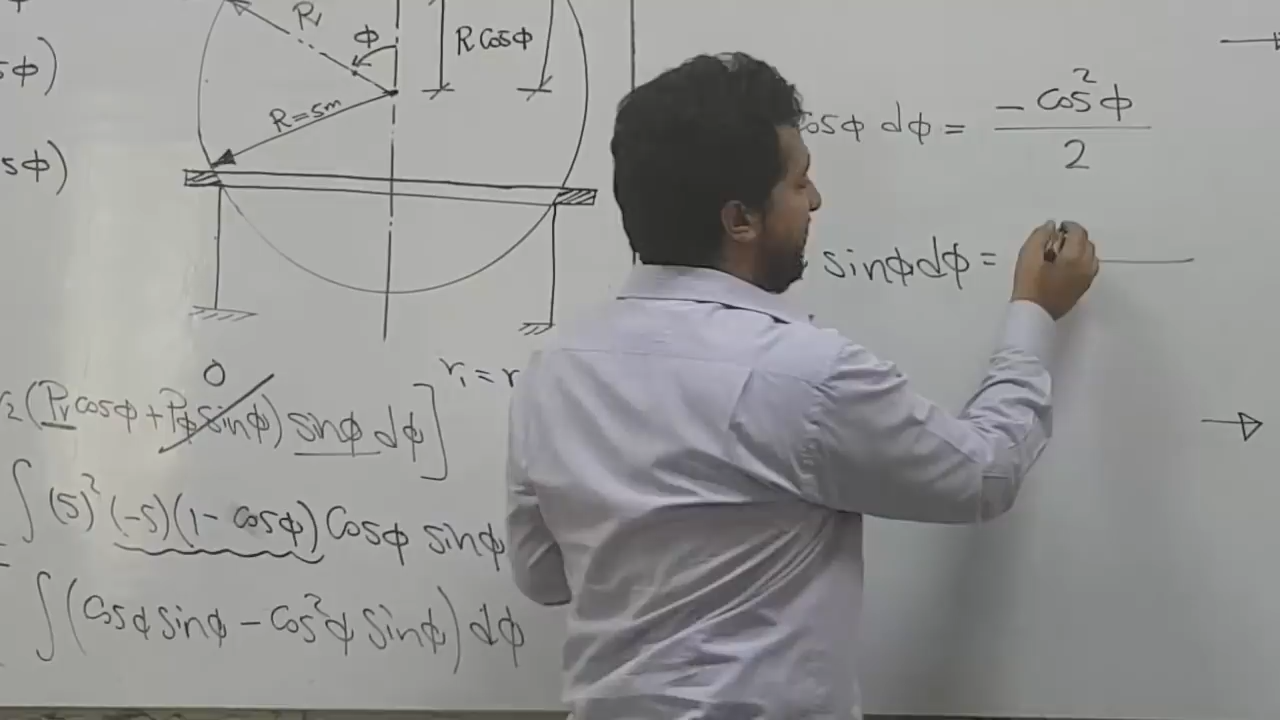 ϕ)
sϕ)
R₁
ϕ
R Cosϕ
R=5m
cosϕ dϕ = -cos²ϕ / 2
sinϕ dϕ =
0
r₂(Pr cosϕ + Pϕ sinϕ) sinϕ dϕ]
r₁ = r
∫ (5)² (-5)(1- cosϕ) Cosϕ sinϕ
∫ (cosϕ sinϕ - cos²ϕ sinϕ) dϕ